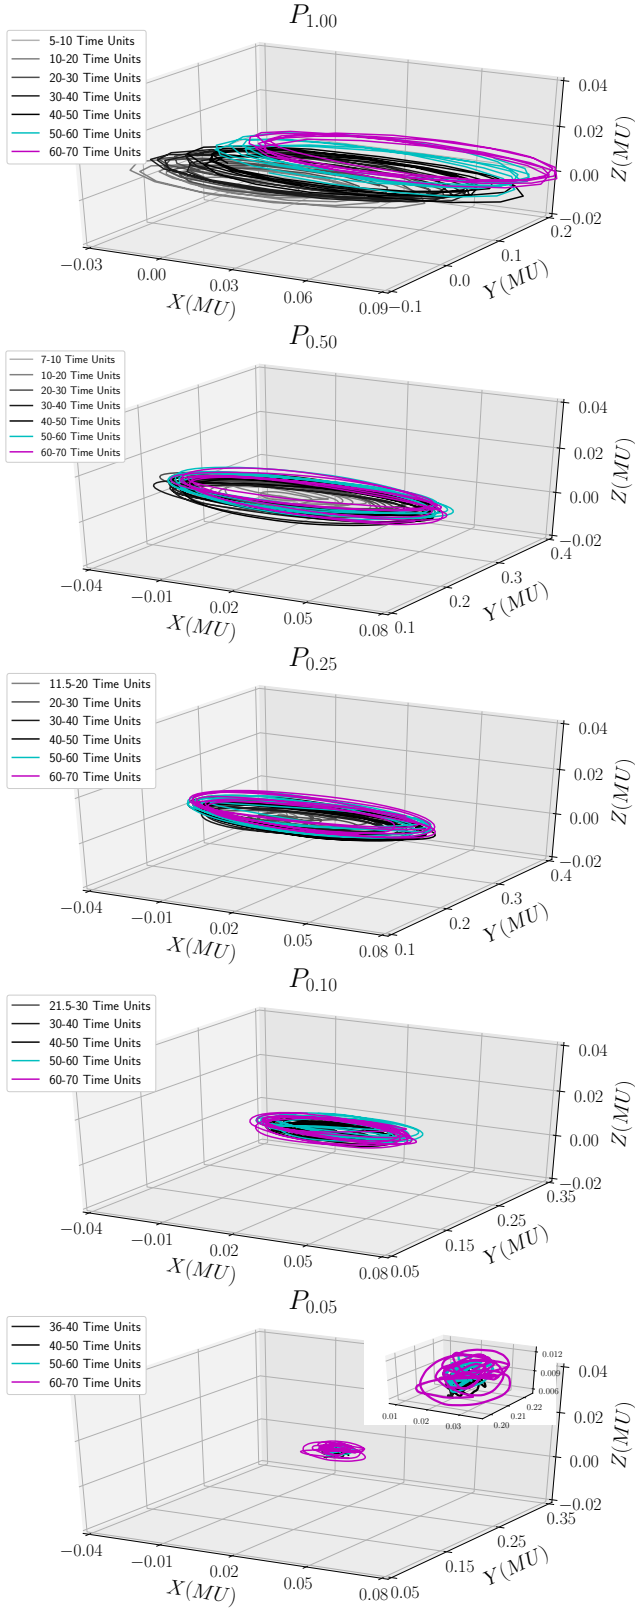 P1.00
5-10 Time Units
10-20 Time Units
20-30 Time Units
30-40 Time Units
40-50 Time Units
50-60 Time Units
60-70 Time Units
0.04
0.02
0.00
−0.02
Z(MU)
0.2
0.1
0.0
−0.1
Y(MU)
−0.03
0.00
0.03
0.06
0.09
X(MU)
P0.50
7-10 Time Units
10-20 Time Units
20-30 Time Units
30-40 Time Units
40-50 Time Units
50-60 Time Units
60-70 Time Units
0.04
0.02
0.00
−0.02
Z(MU)
0.4
0.3
0.2
0.1
Y(MU)
−0.04
−0.01
0.02
0.05
0.08
X(MU)
P0.25
11.5-20 Time Units
20-30 Time Units
30-40 Time Units
40-50 Time Units
50-60 Time Units
60-70 Time Units
0.04
0.02
0.00
−0.02
Z(MU)
0.4
0.3
0.2
0.1
Y(MU)
−0.04
−0.01
0.02
0.05
0.08
X(MU)
P0.10
21.5-30 Time Units
30-40 Time Units
40-50 Time Units
50-60 Time Units
60-70 Time Units
0.04
0.02
0.00
−0.02
Z(MU)
0.35
0.25
0.15
0.05
Y(MU)
−0.04
−0.01
0.02
0.05
0.08
X(MU)
P0.05
36-40 Time Units
40-50 Time Units
50-60 Time Units
60-70 Time Units
0.012
0.009
0.006
0.22
0.21
0.20
0.01
0.02
0.03
0.04
0.02
0.00
−0.02
Z(MU)
0.35
0.25
0.15
0.05
Y(MU)
−0.04
−0.01
0.02
0.05
0.08
X(MU)